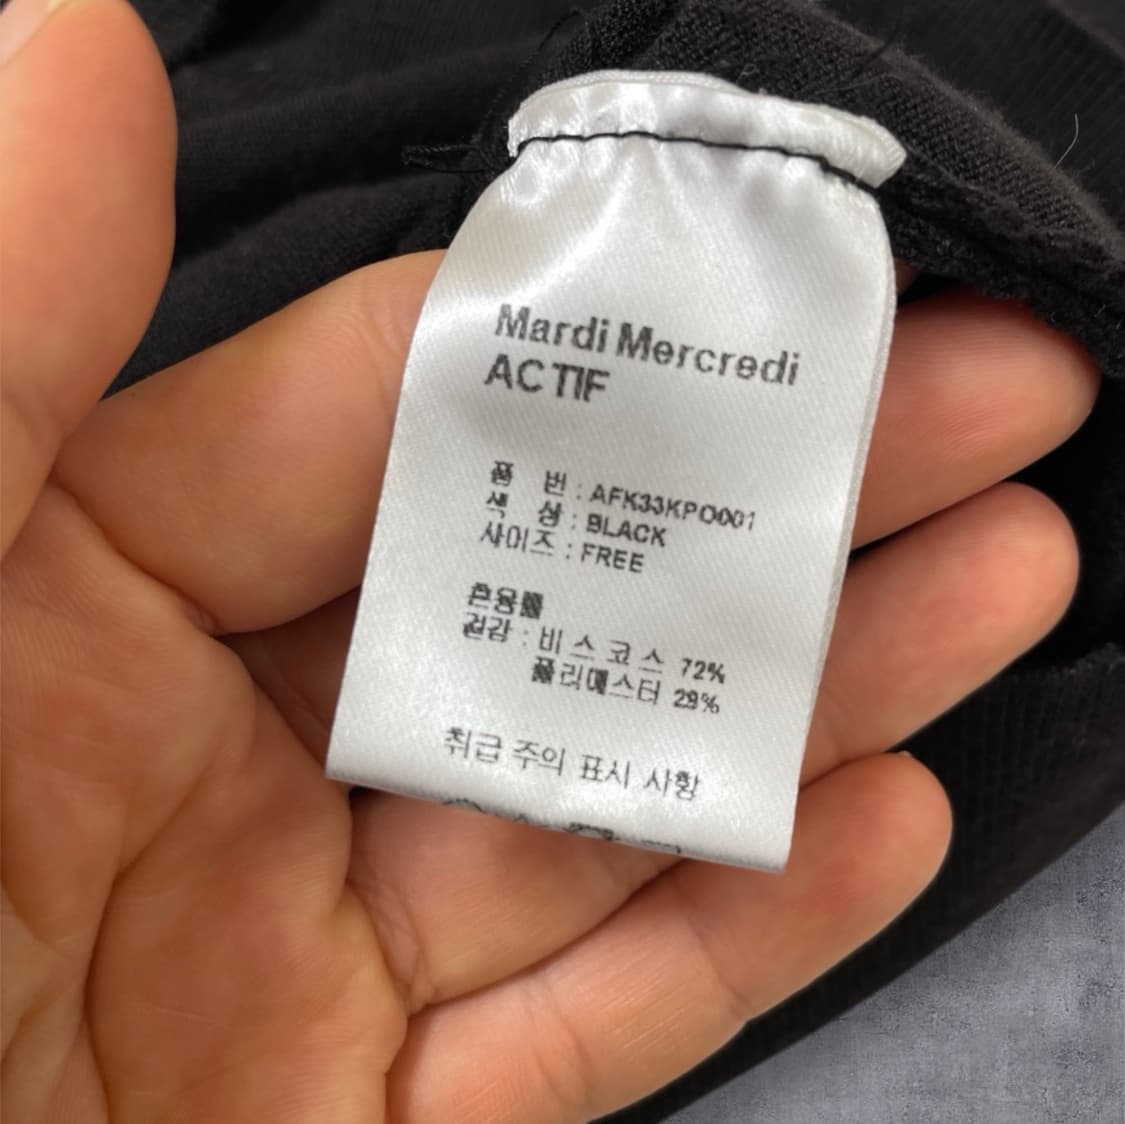 Mardi Mercredi
ACTIF
품 번 : AFK33KPO001
색 상 : BLACK
사이즈 : FREE
혼용률
겉감 : 비 스 코 스 72%
폴리에스터 28%
취급 주의 표시 사항